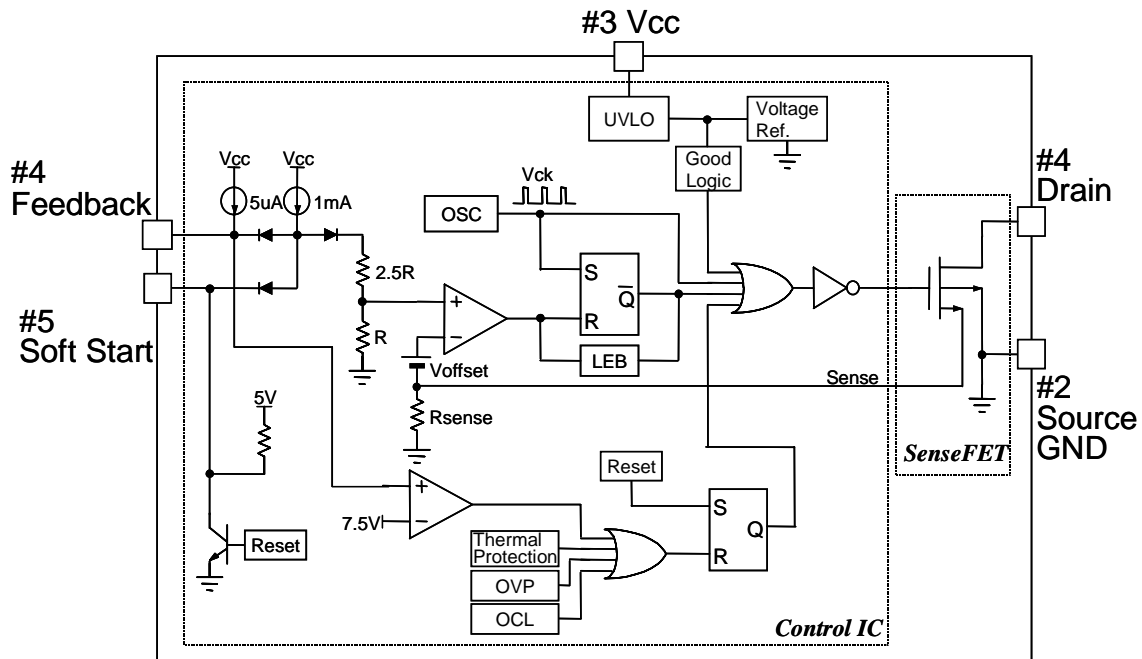 #3 Vcc
UVLO
Voltage
Ref.
Good
Logic
#4
Feedback
Vcc
Vcc
5uA
1mA
Vck
OSC
#4
Drain
2.5R
S
Q
R
+
−
R
LEB
#5
Soft Start
Voffset
Sense
Rsense
#2
Source
GND
5V
SenseFET
Reset
+
−
7.5V
S
Q
R
Reset
Thermal
Protection
OVP
OCL
Control IC